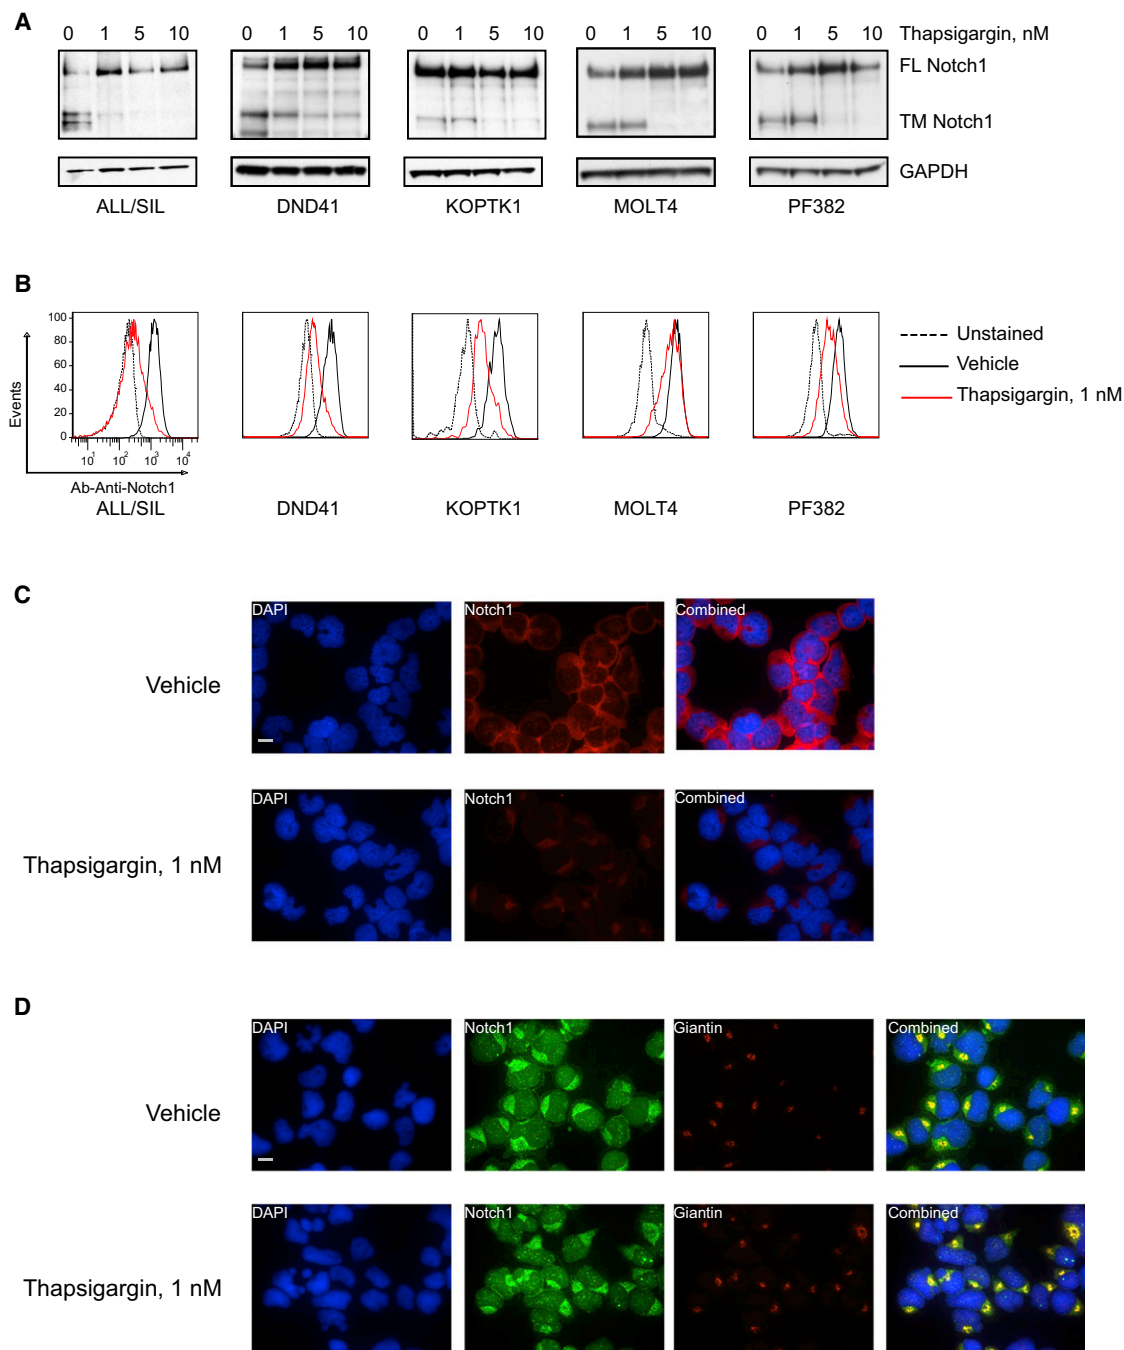 A
0 1 5 10 0 1 5 10 0 1 5 10 0 1 5 10 0 1 5 10 Thapsigargin, nM
FL Notch1
TM Notch1
GAPDH
ALL/SIL DND41 KOPTK1 MOLT4 PF382
B
100
80
60
40
20
0
Events
10¹ 10² 10³ 10⁴
Ab-Anti-Notch1
ALL/SIL DND41 KOPTK1 MOLT4 PF382
Unstained
Vehicle
Thapsigargin, 1 nM
C
Vehicle
DAPI Notch1 Combined
Thapsigargin, 1 nM
DAPI Notch1 Combined
D
Vehicle
DAPI Notch1 Giantin Combined
Thapsigargin, 1 nM
DAPI Notch1 Giantin Combined